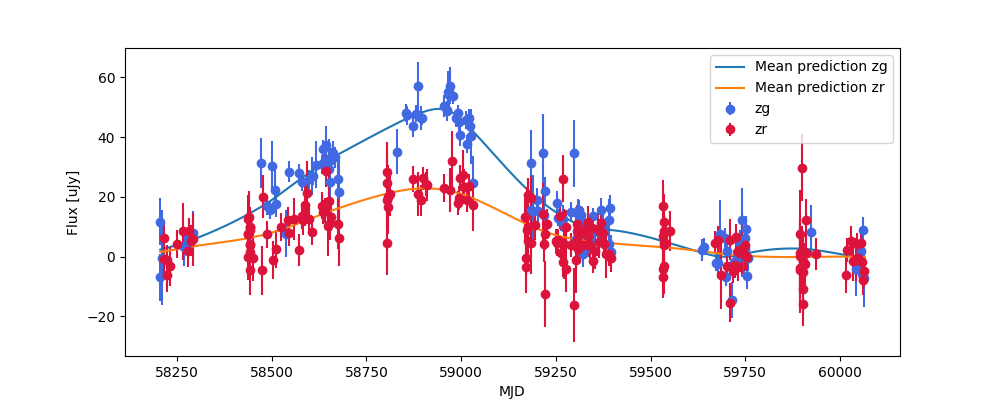 Mean prediction zg
Mean prediction zr
zg
zr
60
40
20
0
−20
Flux [uJy]
58250 58500 58750 59000 59250 59500 59750 60000
MJD